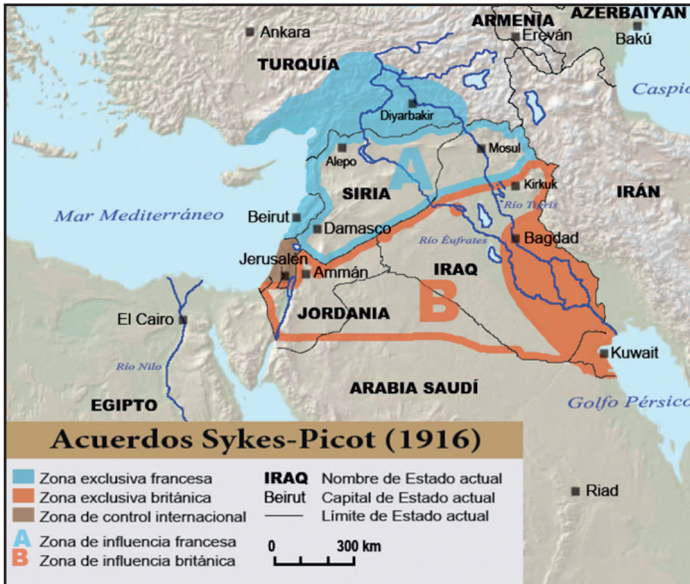 AZERBAIYAN
ARMENIA
Ankara
Ereván
Bakú
TURQUÍA
Caspio
Diyarbakir
Alepo
Mosul
A
SIRIA
Kirkuk
IRÁN
Río Tigris
Mar Mediterráneo
Beirut
Damasco
Río Éufrates
Bagdad
Jerusalén
Ammán
IRAQ
B
JORDANIA
El Cairo
Kuwait
Río Nilo
ARABIA SAUDÍ
EGIPTO
Golfo Pérsico
Acuerdos Sykes-Picot (1916)
Zona exclusiva francesa
Zona exclusiva británica
Zona de control internacional
A Zona de influencia francesa
B Zona de influencia británica
IRAQ Nombre de Estado actual
Beirut Capital de Estado actual
Límite de Estado actual
0 300 km
Riad